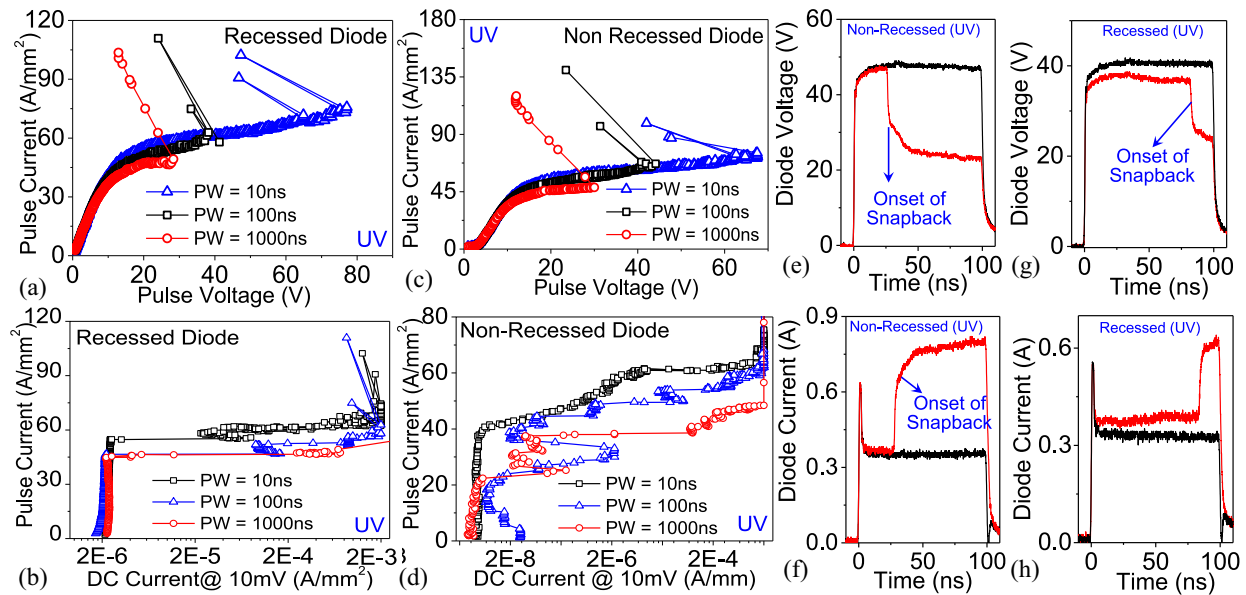 120
90
60
30
0
Pulse Current (A/mm²)
Recessed Diode
PW = 10ns
PW = 100ns
PW = 1000ns
UV
0
20
40
60
80
Pulse Voltage (V)
(a)
180
135
90
45
0
Pulse Current (A/mm²)
UV
Non Recessed Diode
PW = 10ns
PW = 100ns
PW = 1000ns
0
20
40
60
Pulse Voltage (V)
(c)
60
40
20
0
Diode Voltage (V)
Non-Recessed (UV)
Onset of
Snapback
0
50
100
Time (ns)
(e)
40
20
0
Diode Voltage (V)
Recessed (UV)
Onset of
Snapback
0
50
100
Time (ns)
(g)
120
90
60
30
0
Pulse Current (A/mm²)
Recessed Diode
PW = 10ns
PW = 100ns
PW = 1000ns
UV
2E-6
2E-5
2E-4
2E-3
DC Current@ 10mV (A/mm²)
(b)
80
60
40
20
0
Pulse Current (A/mm²)
Non-Recessed Diode
PW = 10ns
PW = 100ns
PW = 1000ns
UV
2E-8
2E-6
2E-4
DC Current @ 10mV (A/mm)
(d)
0.9
0.6
0.3
0.0
Diode Current (A)
Non-Recessed (UV)
Onset of
Snapback
0
50
100
Time (ns)
(f)
0.6
0.3
0.0
Diode Current (A)
Recessed (UV)
0
50
100
Time (ns)
(h)